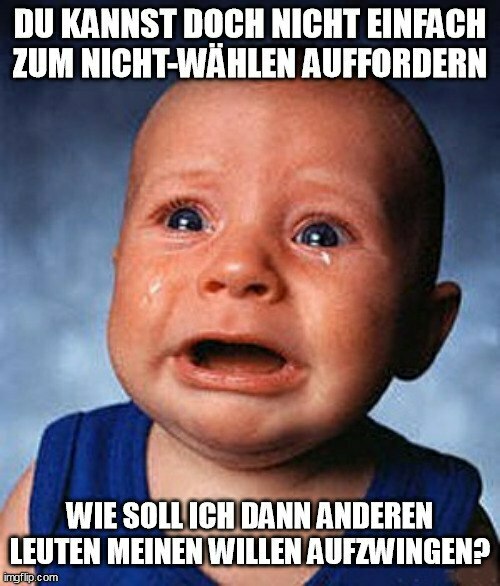 DU KANNST DOCH NICHT EINFACH
ZUM NICHT-WÄHLEN AUFFORDERN
WIE SOLL ICH DANN ANDEREN
LEUTEN MEINEN WILLEN AUFZWINGEN?
imgflip.com